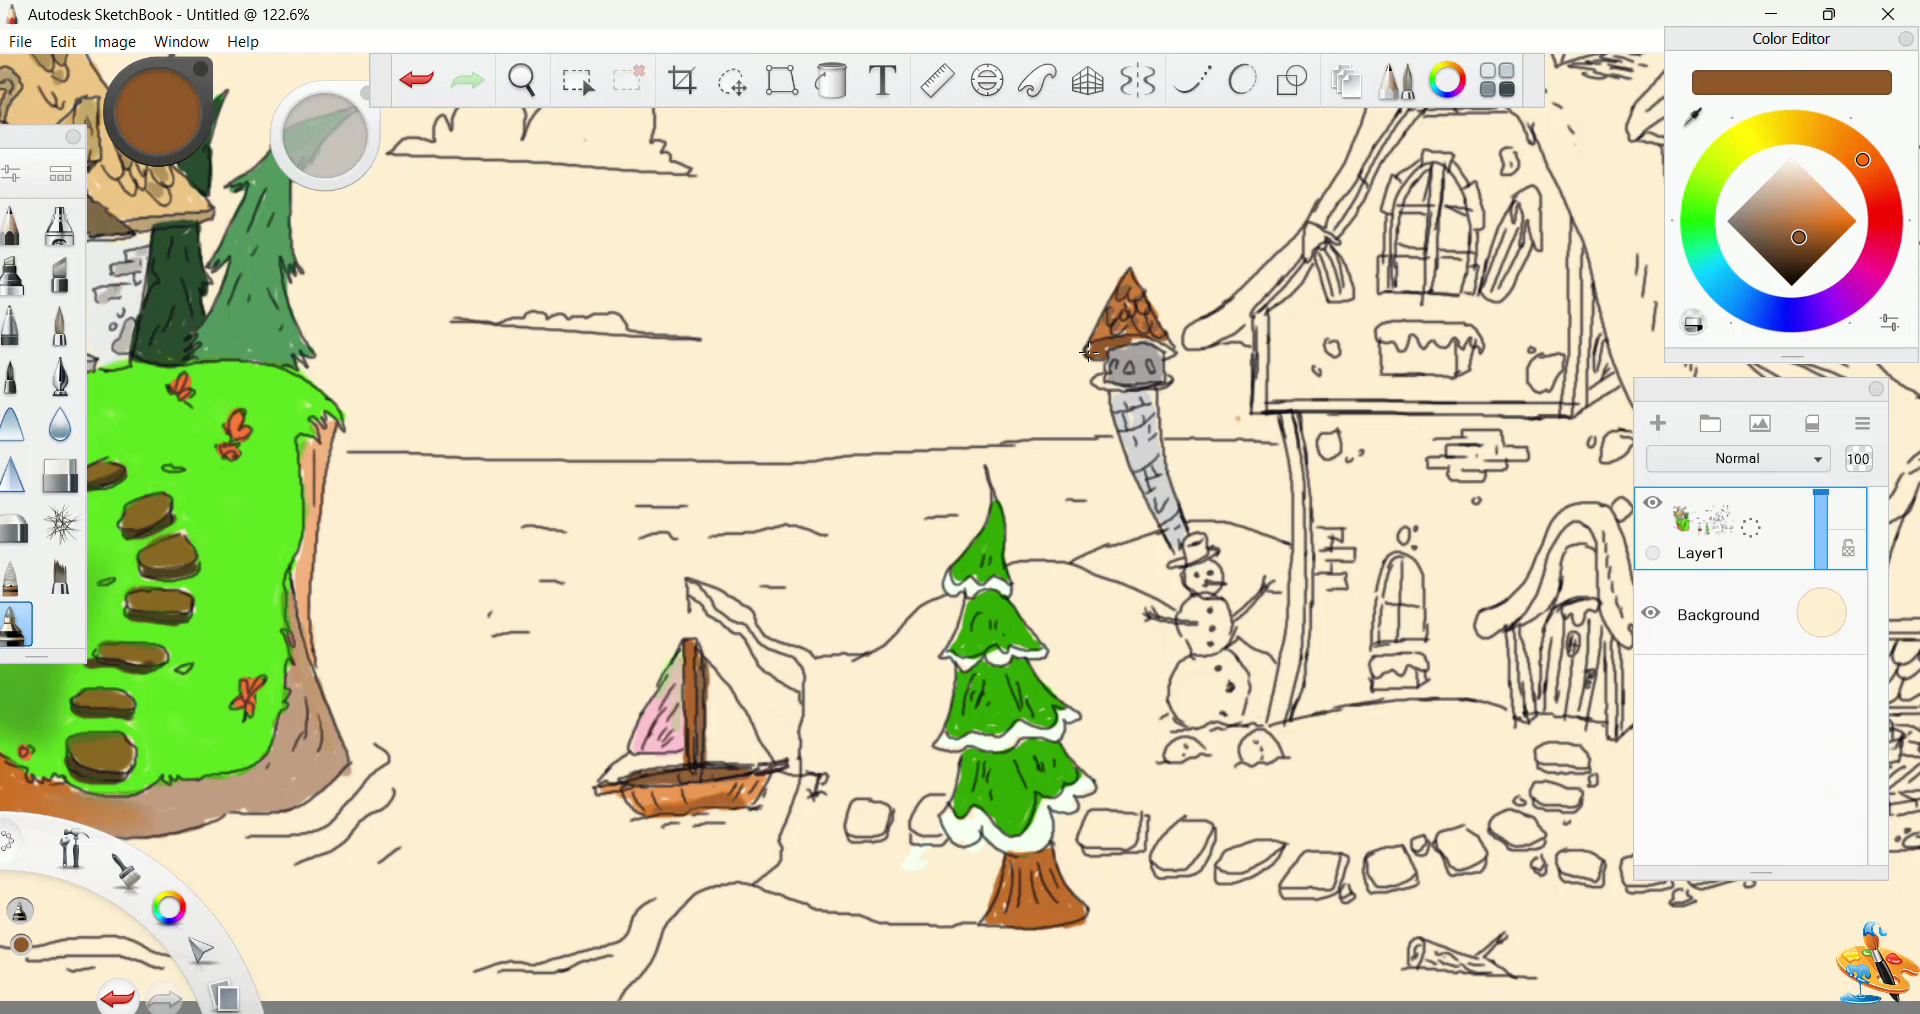 Autodesk SketchBook - Untitled @ 122.6%
File Edit Image Window Help
T
Color Editor
Normal
100
Layer1
Background